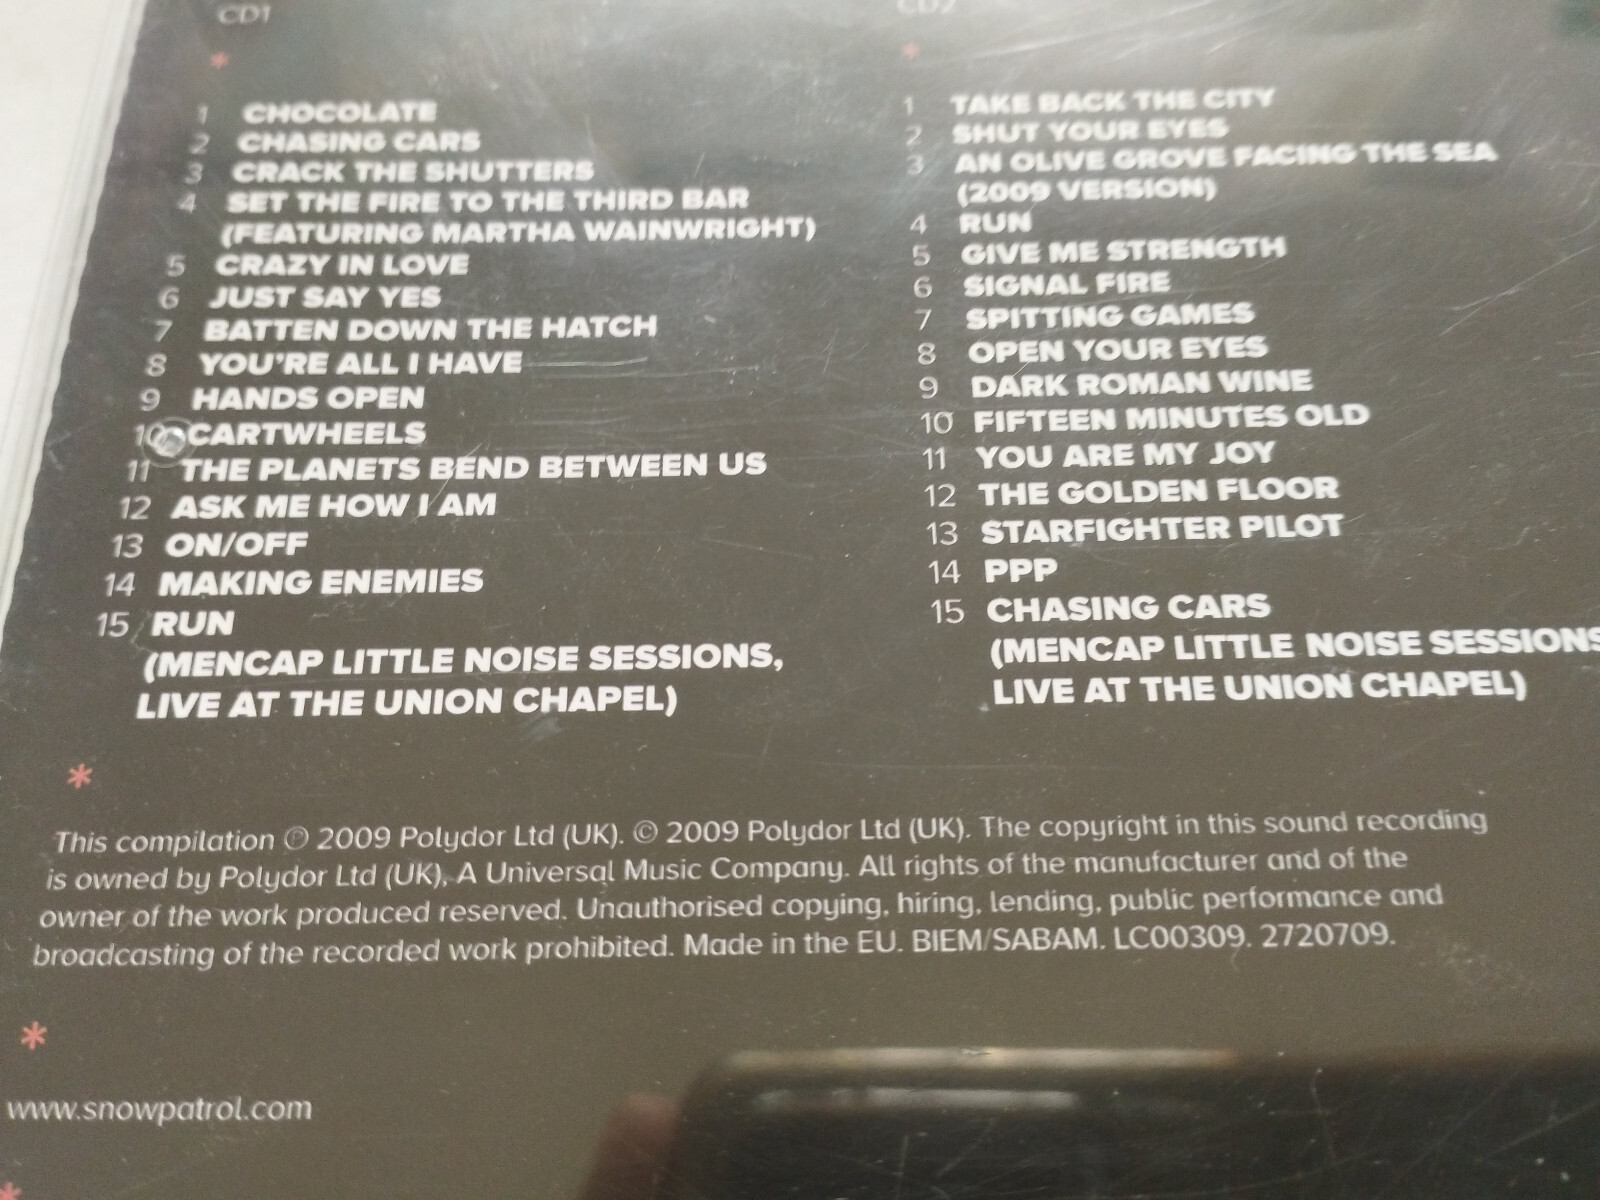 CD1
*
1 CHOCOLATE
2 CHASING CARS
3 CRACK THE SHUTTERS
4 SET THE FIRE TO THE THIRD BAR
(FEATURING MARTHA WAINWRIGHT)
5 CRAZY IN LOVE
6 JUST SAY YES
7 BATTEN DOWN THE HATCH
8 YOU'RE ALL I HAVE
9 HANDS OPEN
10 CARTWHEELS
11 THE PLANETS BEND BETWEEN US
12 ASK ME HOW I AM
13 ON/OFF
14 MAKING ENEMIES
15 RUN
(MENCAP LITTLE NOISE SESSIONS,
LIVE AT THE UNION CHAPEL)
CD2
*
1 TAKE BACK THE CITY
2 SHUT YOUR EYES
3 AN OLIVE GROVE FACING THE SEA
(2009 VERSION)
4 RUN
5 GIVE ME STRENGTH
6 SIGNAL FIRE
7 SPITTING GAMES
8 OPEN YOUR EYES
9 DARK ROMAN WINE
10 FIFTEEN MINUTES OLD
11 YOU ARE MY JOY
12 THE GOLDEN FLOOR
13 STARFIGHTER PILOT
14 PPP
15 CHASING CARS
(MENCAP LITTLE NOISE SESSIONS
LIVE AT THE UNION CHAPEL)
*
This compilation ℗ 2009 Polydor Ltd (UK). © 2009 Polydor Ltd (UK). The copyright in this sound recording
is owned by Polydor Ltd (UK), A Universal Music Company. All rights of the manufacturer and of the
owner of the work produced reserved. Unauthorised copying, hiring, lending, public performance and
broadcasting of the recorded work prohibited. Made in the EU. BIEM/SABAM. LC00309. 2720709.
*
www.snowpatrol.com
*